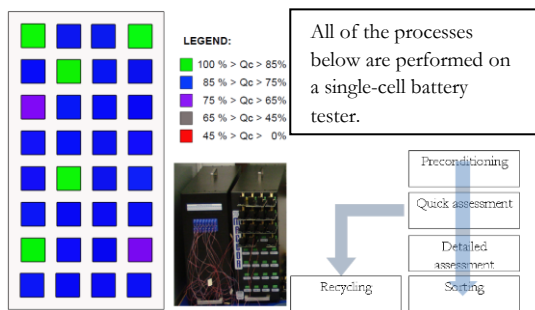 LEGEND:
100 % > Qc > 85%
85 % > Qc > 75%
75 % > Qc > 65%
65 % > Qc > 45%
45 % > Qc > 0%
All of the processes
below are performed on
a single-cell battery
tester.
Preconditioning
Quick assessment
Detailed
assessment
Recycling
Sorting